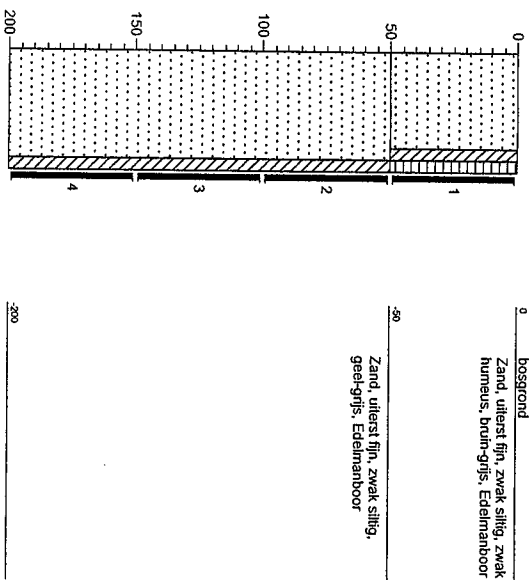 0
50
100
150
200
1
2
3
4
0
bosgrond
Zand, uiterst fijn, zwak siltig, zwak
humeus, bruin-grijs, Edelmanboor
-50
Zand, uiterst fijn, zwak siltig,
geel-grijs, Edelmanboor
-200